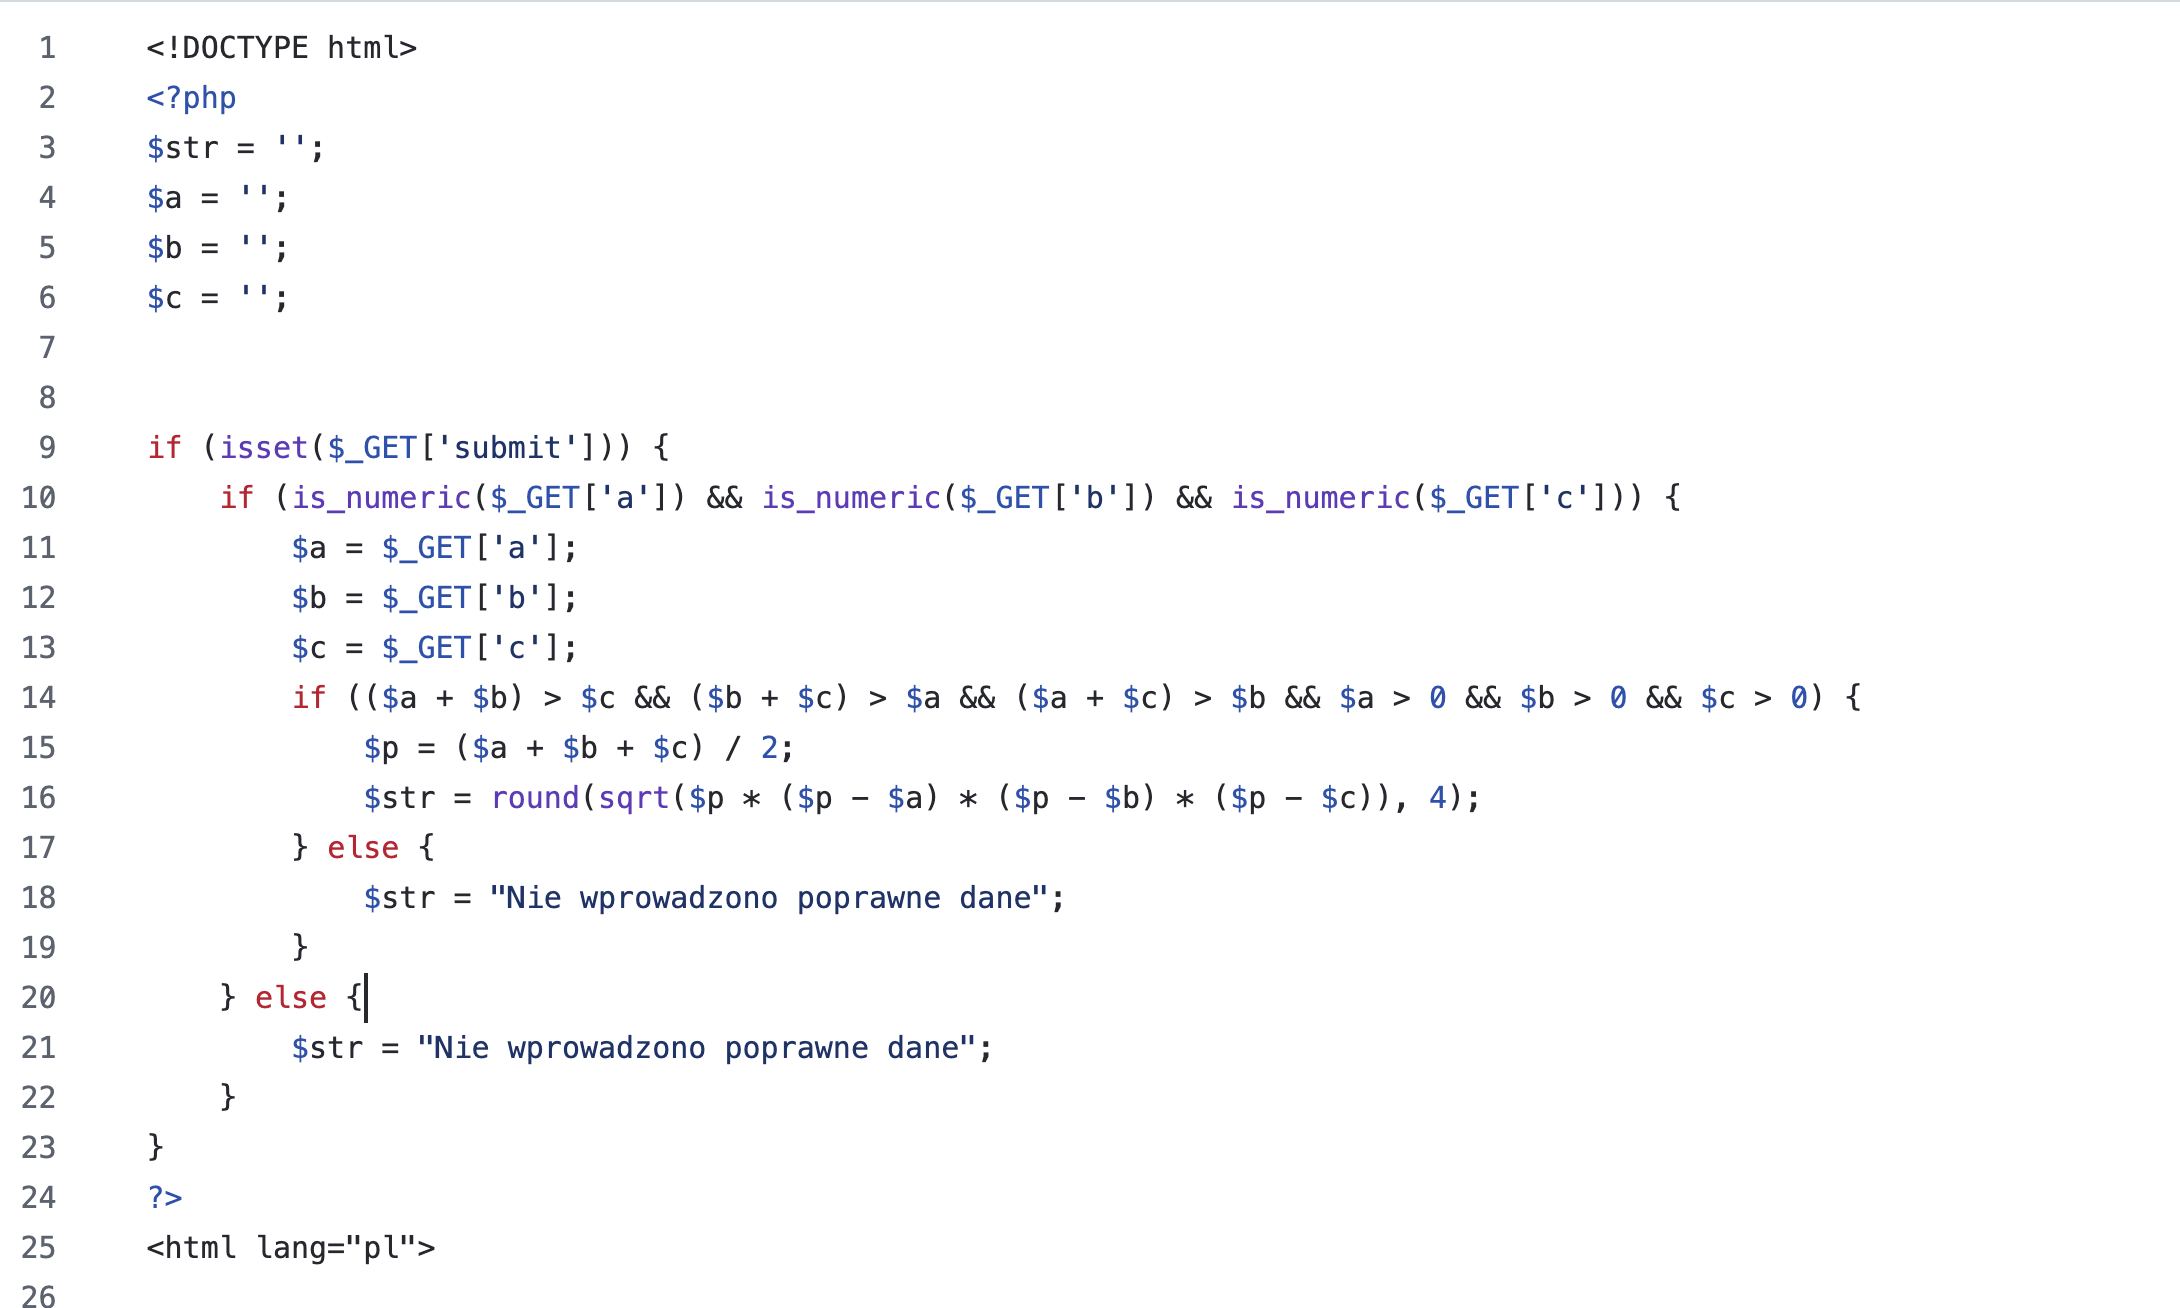 1 <!DOCTYPE html>
2 <?php
3 $str = '';
4 $a = '';
5 $b = '';
6 $c = '';
7
8
9 if (isset($_GET['submit'])) {
10 if (is_numeric($_GET['a']) && is_numeric($_GET['b']) && is_numeric($_GET['c'])) {
11 $a = $_GET['a'];
12 $b = $_GET['b'];
13 $c = $_GET['c'];
14 if (($a + $b) > $c && ($b + $c) > $a && ($a + $c) > $b && $a > 0 && $b > 0 && $c > 0) {
15 $p = ($a + $b + $c) / 2;
16 $str = round(sqrt($p * ($p - $a) * ($p - $b) * ($p - $c)), 4);
17 } else {
18 $str = "Nie wprowadzono poprawne dane";
19 }
20 } else {
21 $str = "Nie wprowadzono poprawne dane";
22 }
23 }
24 ?>
25 <html lang="pl">
26